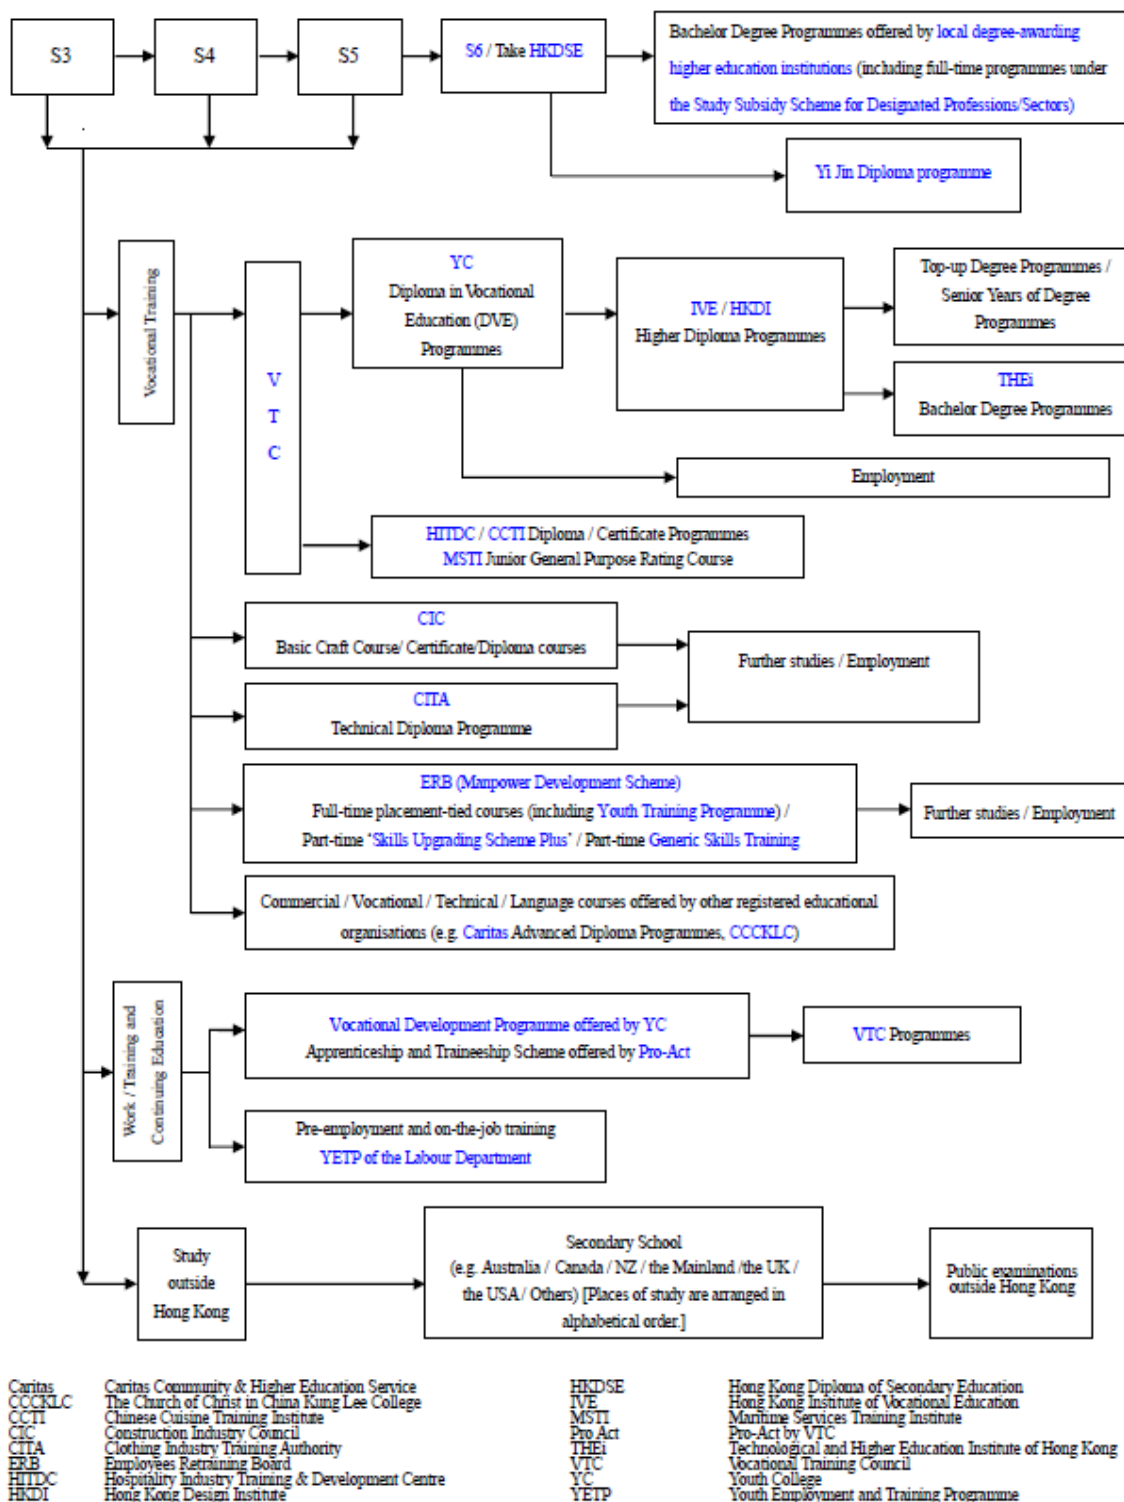 S3
S4
S5
S6 / Take HKDSE
Bachelor Degree Programmes offered by local degree-awarding
higher education institutions (including full-time programmes under
the Study Subsidy Scheme for Designated Professions/Sectors)
Yi Jin Diploma programme
Vocational Training
V
T
C
YC
Diploma in Vocational
Education (DVE)
Programmes
IVE / HKDI
Higher Diploma Programmes
Top-up Degree Programmes /
Senior Years of Degree
Programmes
THEi
Bachelor Degree Programmes
Employment
HITDC / CCTI Diploma / Certificate Programmes
MSTI Junior General Purpose Rating Course
CIC
Basic Craft Course/ Certificate/Diploma courses
CITA
Technical Diploma Programme
Further studies / Employment
ERB (Manpower Development Scheme)
Full-time placement-tied courses (including Youth Training Programme) /
Part-time ‘Skills Upgrading Scheme Plus’ / Part-time Generic Skills Training
Further studies / Employment
Commercial / Vocational / Technical / Language courses offered by other registered educational
organisations (e.g. Caritas Advanced Diploma Programmes, CCCKLC)
Work / Training and
Continuing Education
Vocational Development Programme offered by YC
Apprenticeship and Traineeship Scheme offered by Pro-Act
VTC Programmes
Pre-employment and on-the-job training
YETP of the Labour Department
Study
outside
Hong Kong
Secondary School
(e.g. Australia / Canada / NZ / the Mainland /the UK /
the USA / Others) [Places of study are arranged in
alphabetical order.]
Public examinations
outside Hong Kong
Caritas Caritas Community & Higher Education Service
CCCKLC The Church of Christ in China Kung Lee College
CCTI Chinese Cuisine Training Institute
CIC Construction Industry Council
CITA Clothing Industry Training Authority
ERB Employees Retraining Board
HITDC Hospitality Industry Training & Development Centre
HKDI Hong Kong Design Institute
HKDSE Hong Kong Diploma of Secondary Education
IVE Hong Kong Institute of Vocational Education
MSTI Maritime Services Training Institute
Pro Act Pro-Act by VTC
THEi Technological and Higher Education Institute of Hong Kong
VTC Vocational Training Council
YC Youth College
YETP Youth Employment and Training Programme